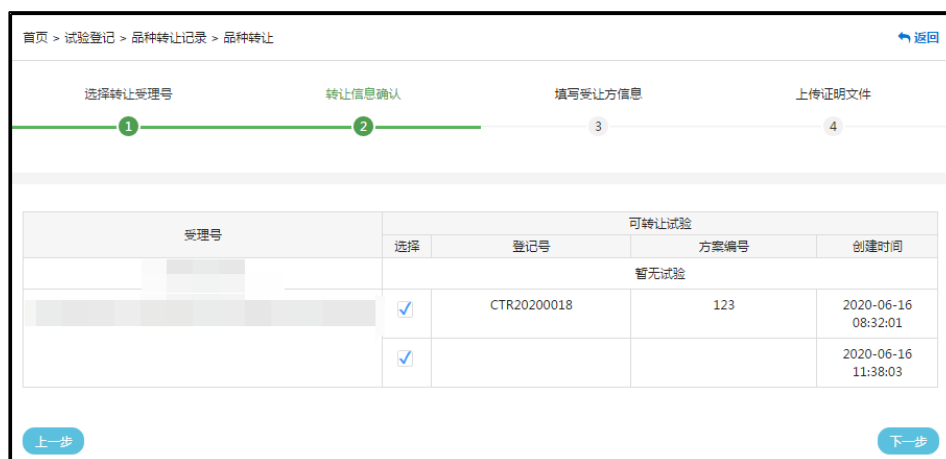 首页 > 试验登记 > 品种转让记录 > 品种转让
返回
选择转让受理号
转让信息确认
填写受让方信息
上传证明文件
1
2
3
4
受理号
可转让试验
选择
登记号
方案编号
创建时间
暂无试验
CTR20200018
123
2020-06-16
08:32:01
2020-06-16
11:38:03
上一步
下一步